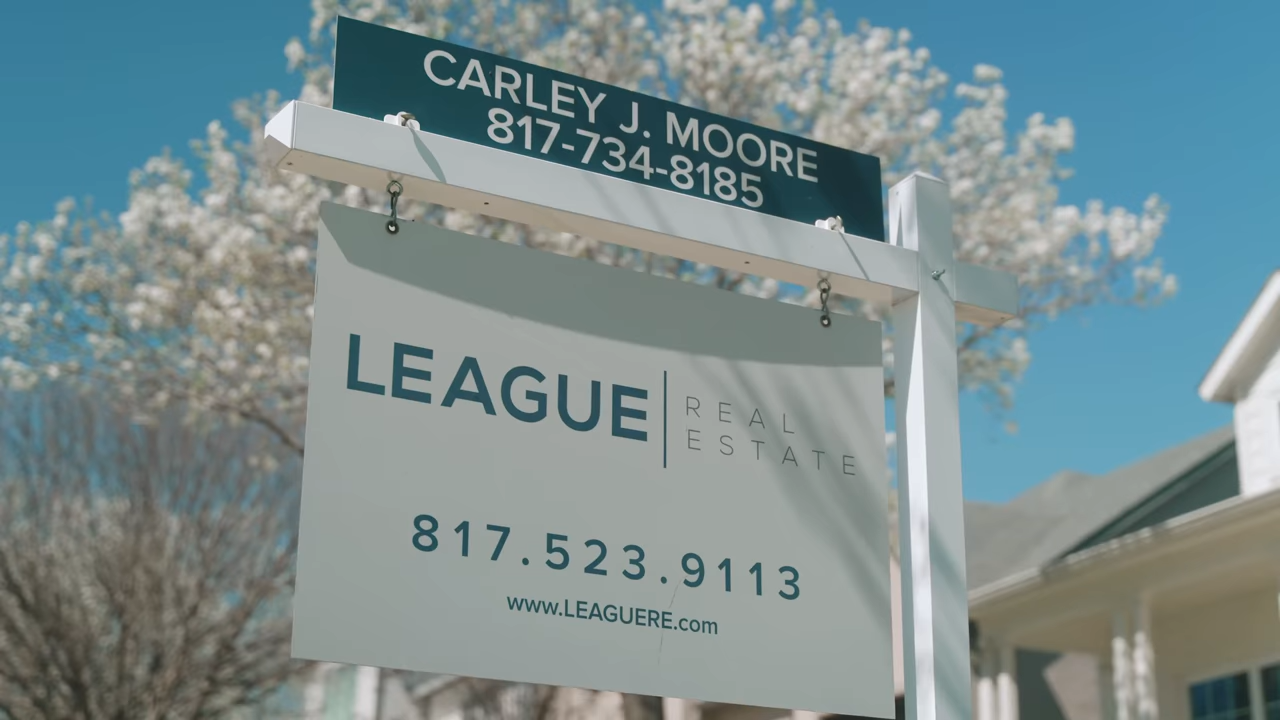 CARLEY J. MOORE
817-734-8185
LEAGUE
REAL
ESTATE
817.523.9113
www.LEAGUERE.com